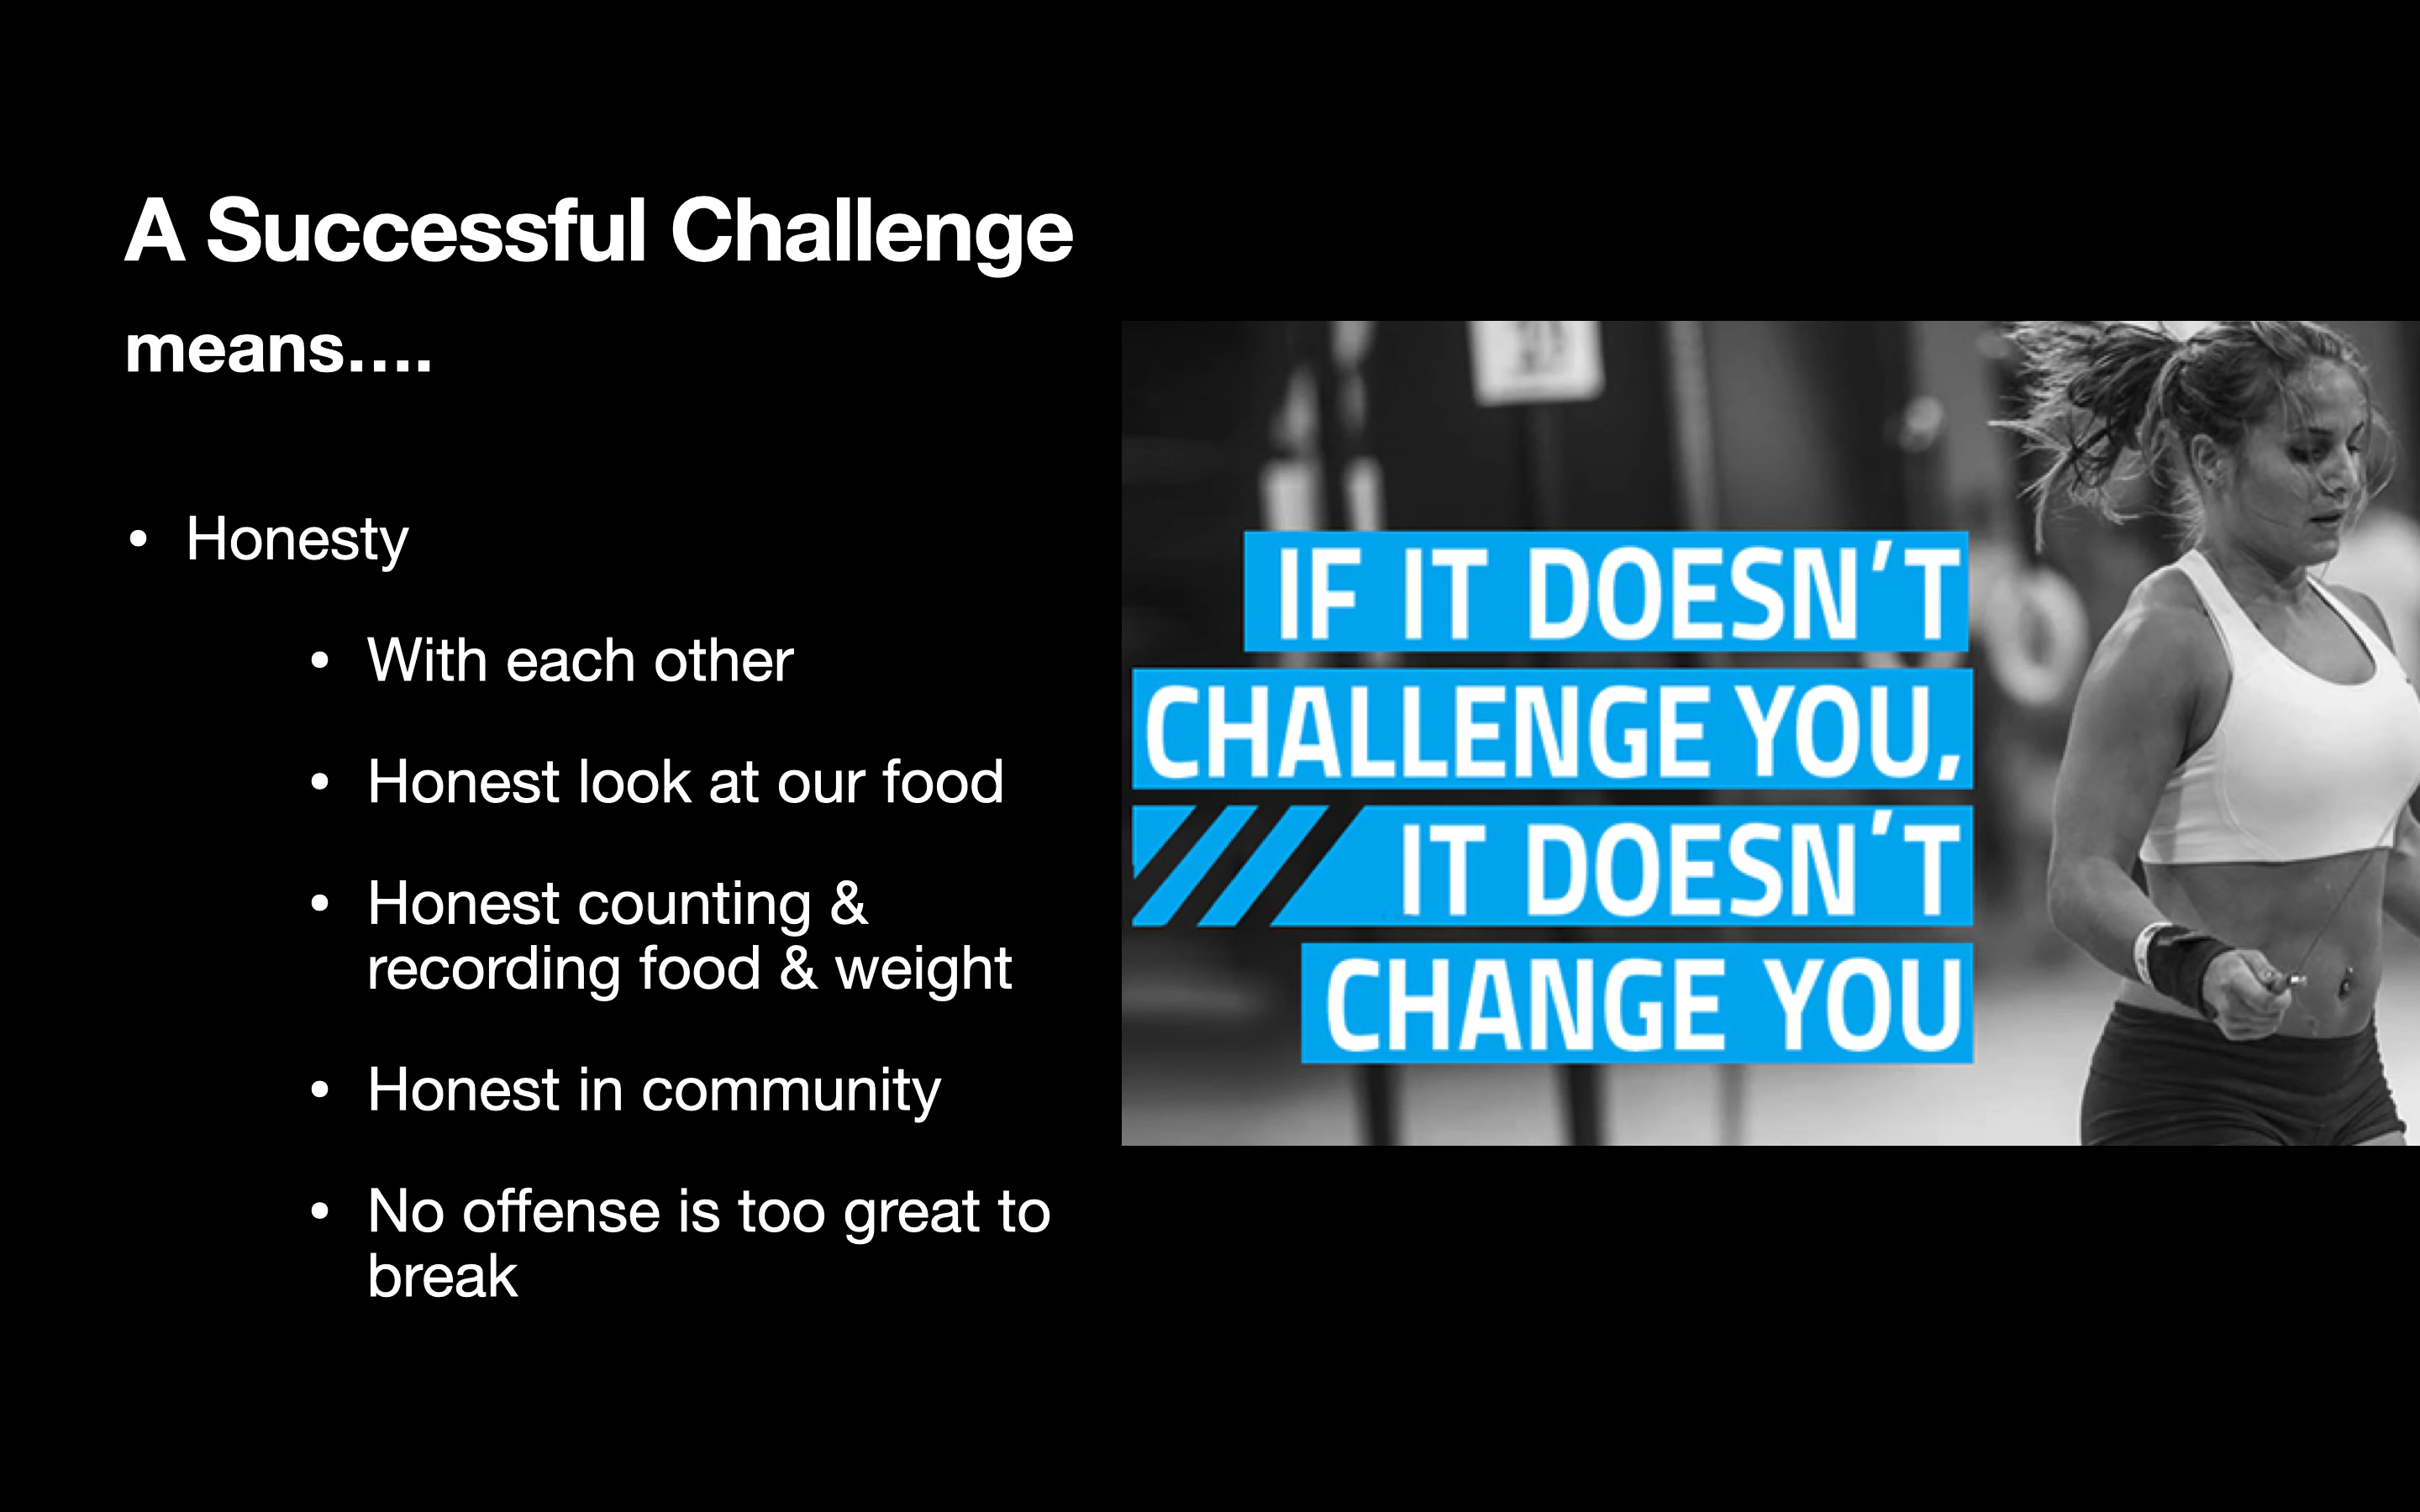 A Successful Challenge
means....
• Honesty
• With each other
• Honest look at our food
• Honest counting &
recording food & weight
• Honest in community
• No offense is too great to
break
IF IT DOESN'T
CHALLENGE YOU,
IT DOESN'T
CHANGE YOU